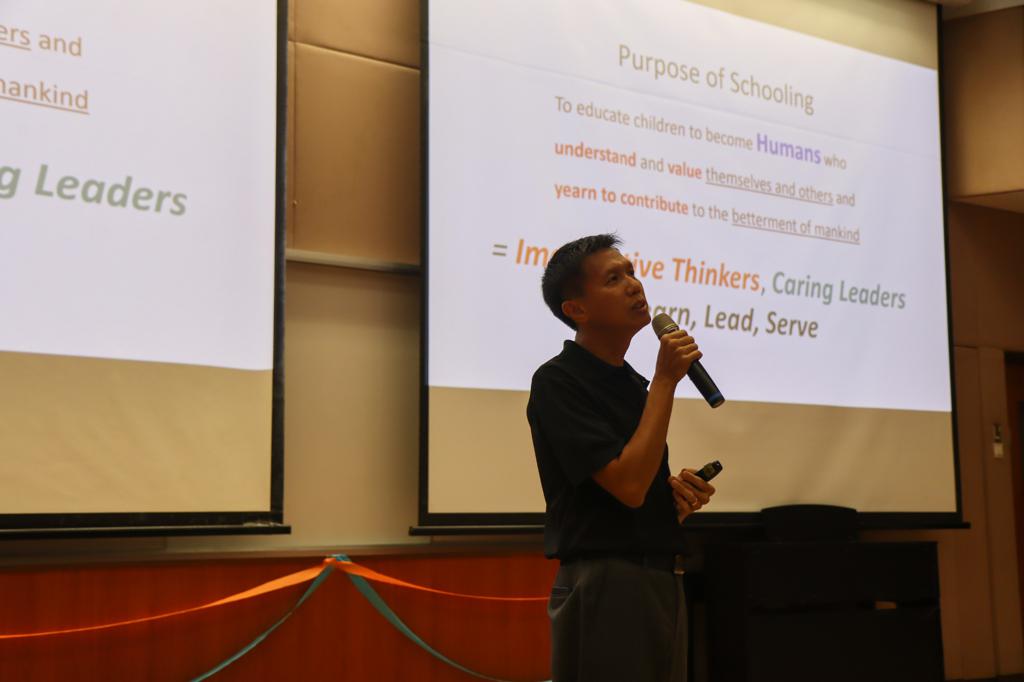 ers and
mankind
g Leaders
Purpose of Schooling
To educate children to become Humans who
understand and value themselves and others and
yearn to contribute to the betterment of mankind
= Im ive Thinkers, Caring Leaders
arn, Lead, Serve